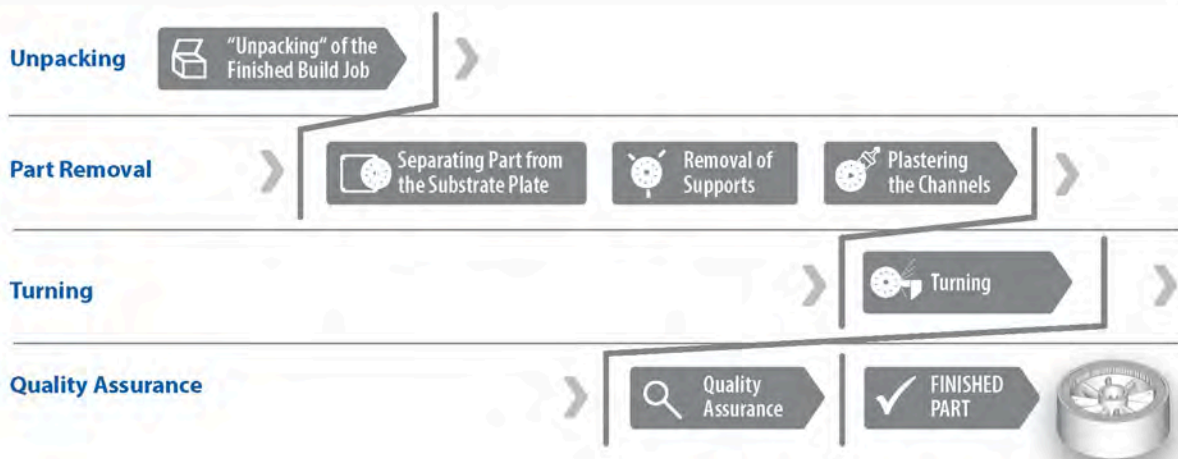 Unpacking
“Unpacking“ of the
Finished Build Job
Part Removal
Separating Part from
the Substrate Plate
Removal of
Supports
Plastering
the Channels
Turning
Turning
Quality Assurance
Quality
Assurance
FINISHED
PART